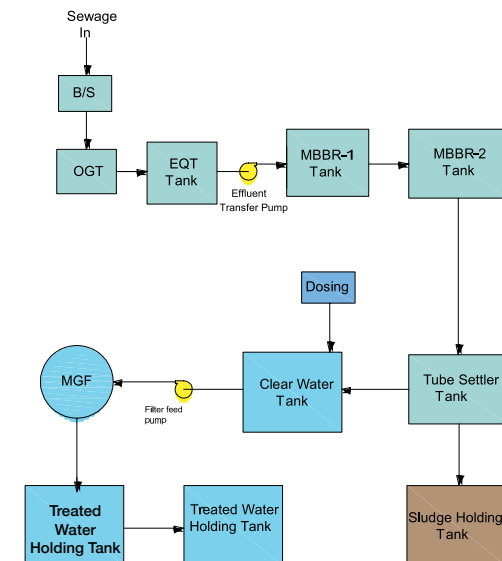 Sewage
In
B/S
OGT
EQT
Tank
Effluent
Transfer Pump
MBBR-1
Tank
MBBR-2
Tank
Dosing
MGF
Filter feed
pump
Clear Water
Tank
Tube Settler
Tank
Treated
Water
Holding Tank
Treated Water
Holding Tank
Sludge Holding
Tank